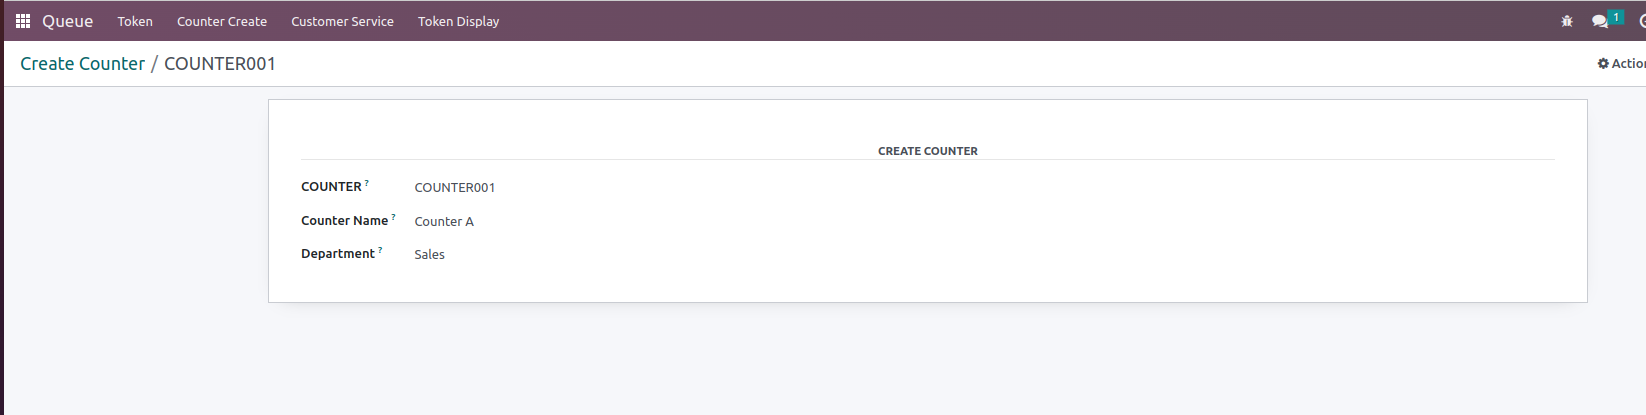 Queue Token Counter Create Customer Service Token Display 1
Create Counter / COUNTER001 Action
CREATE COUNTER
COUNTER ? COUNTER001
Counter Name ? Counter A
Department ? Sales